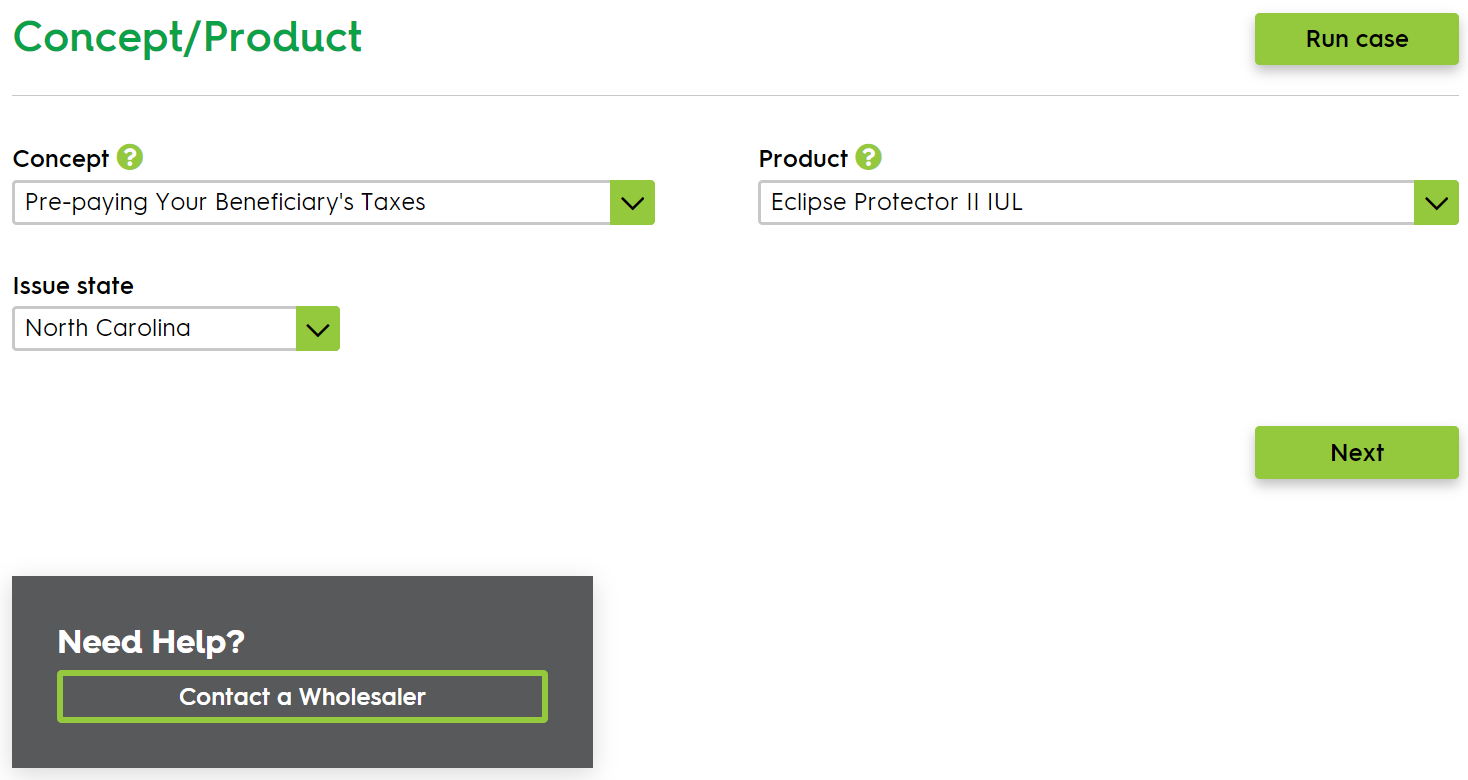 Concept/Product
Run case
Concept ?
Product ?
Pre-paying Your Beneficiary's Taxes
Eclipse Protector II IUL
Issue state
North Carolina
Next
Need Help?
Contact a Wholesaler